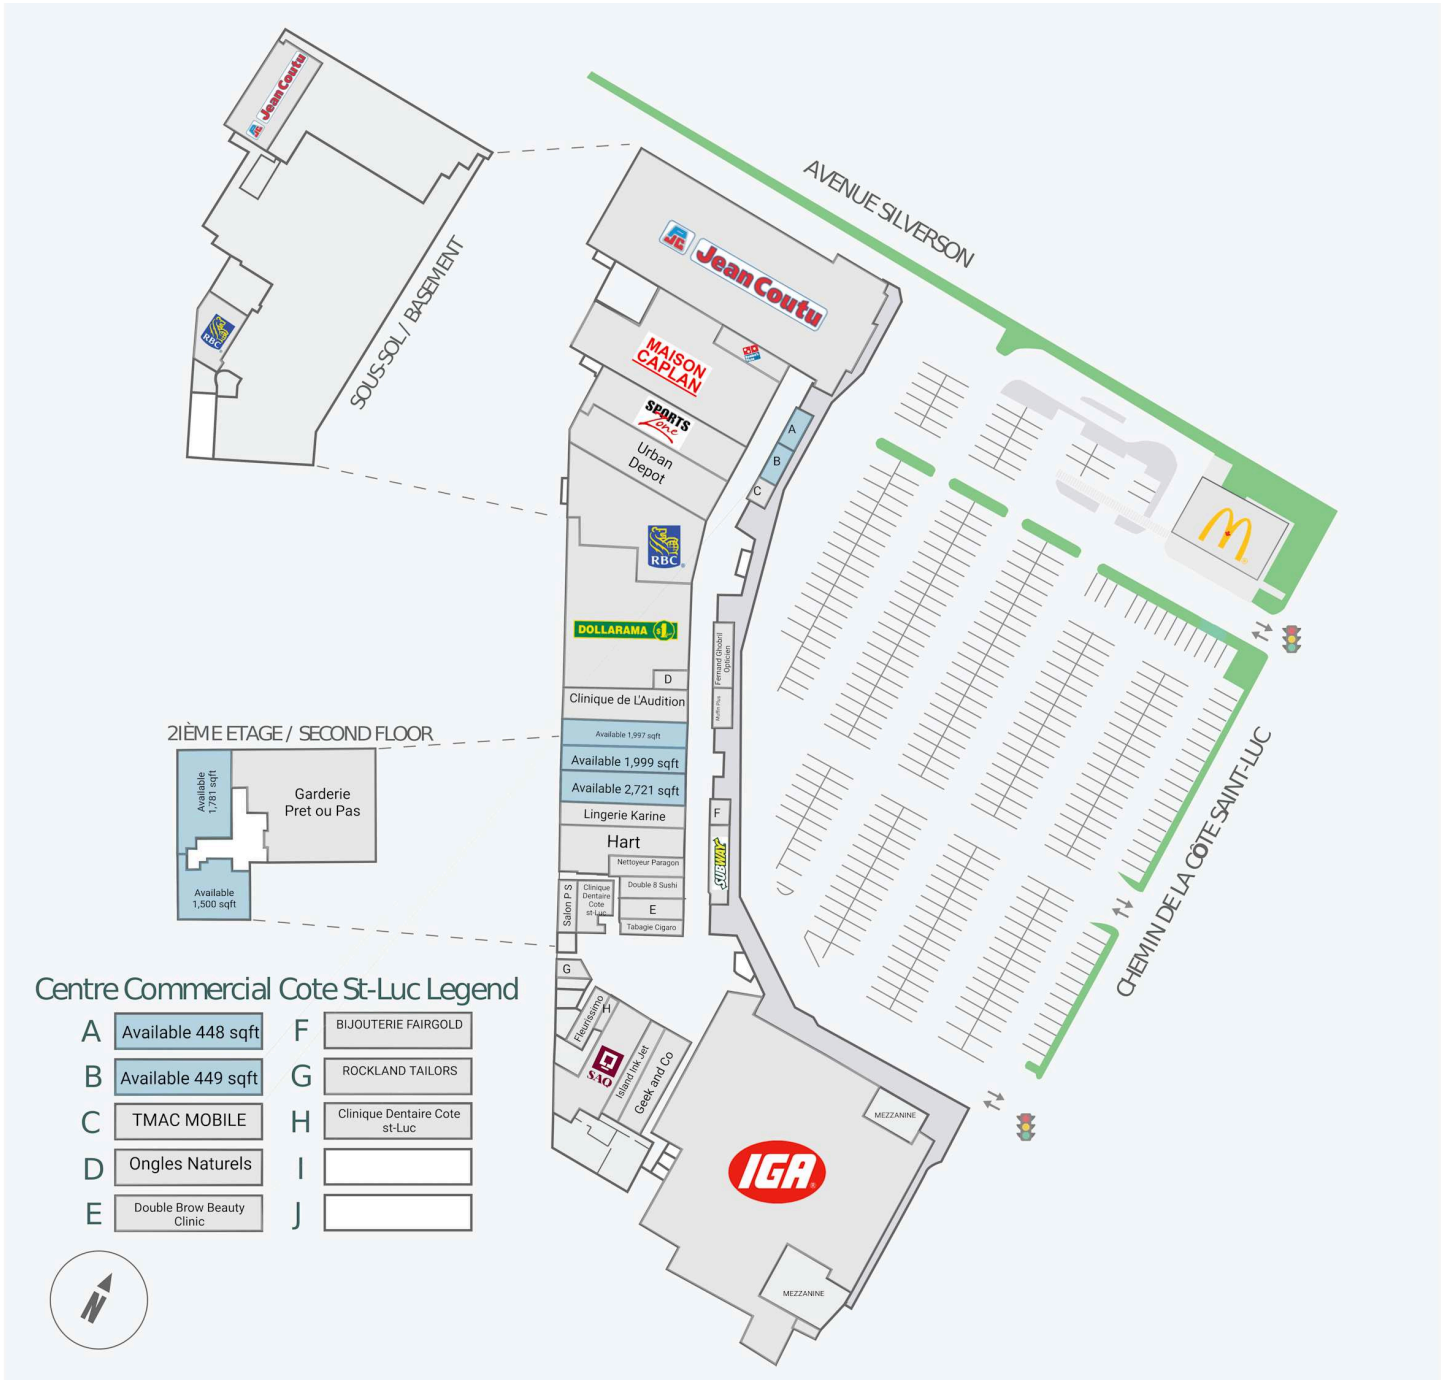 Jean Coutu
AVENUE SILVERSON
Jean Coutu
SOUS-SOL / BASEMENT
RBC
MAISON
CAPLAN
SPORTS
Zone
Urban
Depot
A
B
C
RBC
M
DOLLARAMA $1
D
Fernand Ghobril
Opticien
Clinique de L'Audition
Available 1,997 sqft
Available 1,999 sqft
Available 2,721 sqft
Lingerie Karine
F
Hart
SUBWAY
Nettoyeur Paragon
Salon P S
Clinique
Dentaire
Cote
st-Luc
Double 8 Sushi
E
Tabagie Cigaro
2IÈME ETAGE / SECOND FLOOR
Available
1,781 sqft
Garderie
Pret ou Pas
Available
1,500 sqft
CHEMIN DE LA CÔTE SAINT-LUC
G
Fleurissimo
H
SAQ
Island Ink Jet
Geek and Co
MEZZANINE
IGA
MEZZANINE
Centre Commercial Cote St-Luc Legend
A Available 448 sqft
B Available 449 sqft
C TMAC MOBILE
D Ongles Naturels
E Double Brow Beauty
Clinic
F BIJOUTERIE FAIRGOLD
G ROCKLAND TAILORS
H Clinique Dentaire Cote
st-Luc
I
J
N